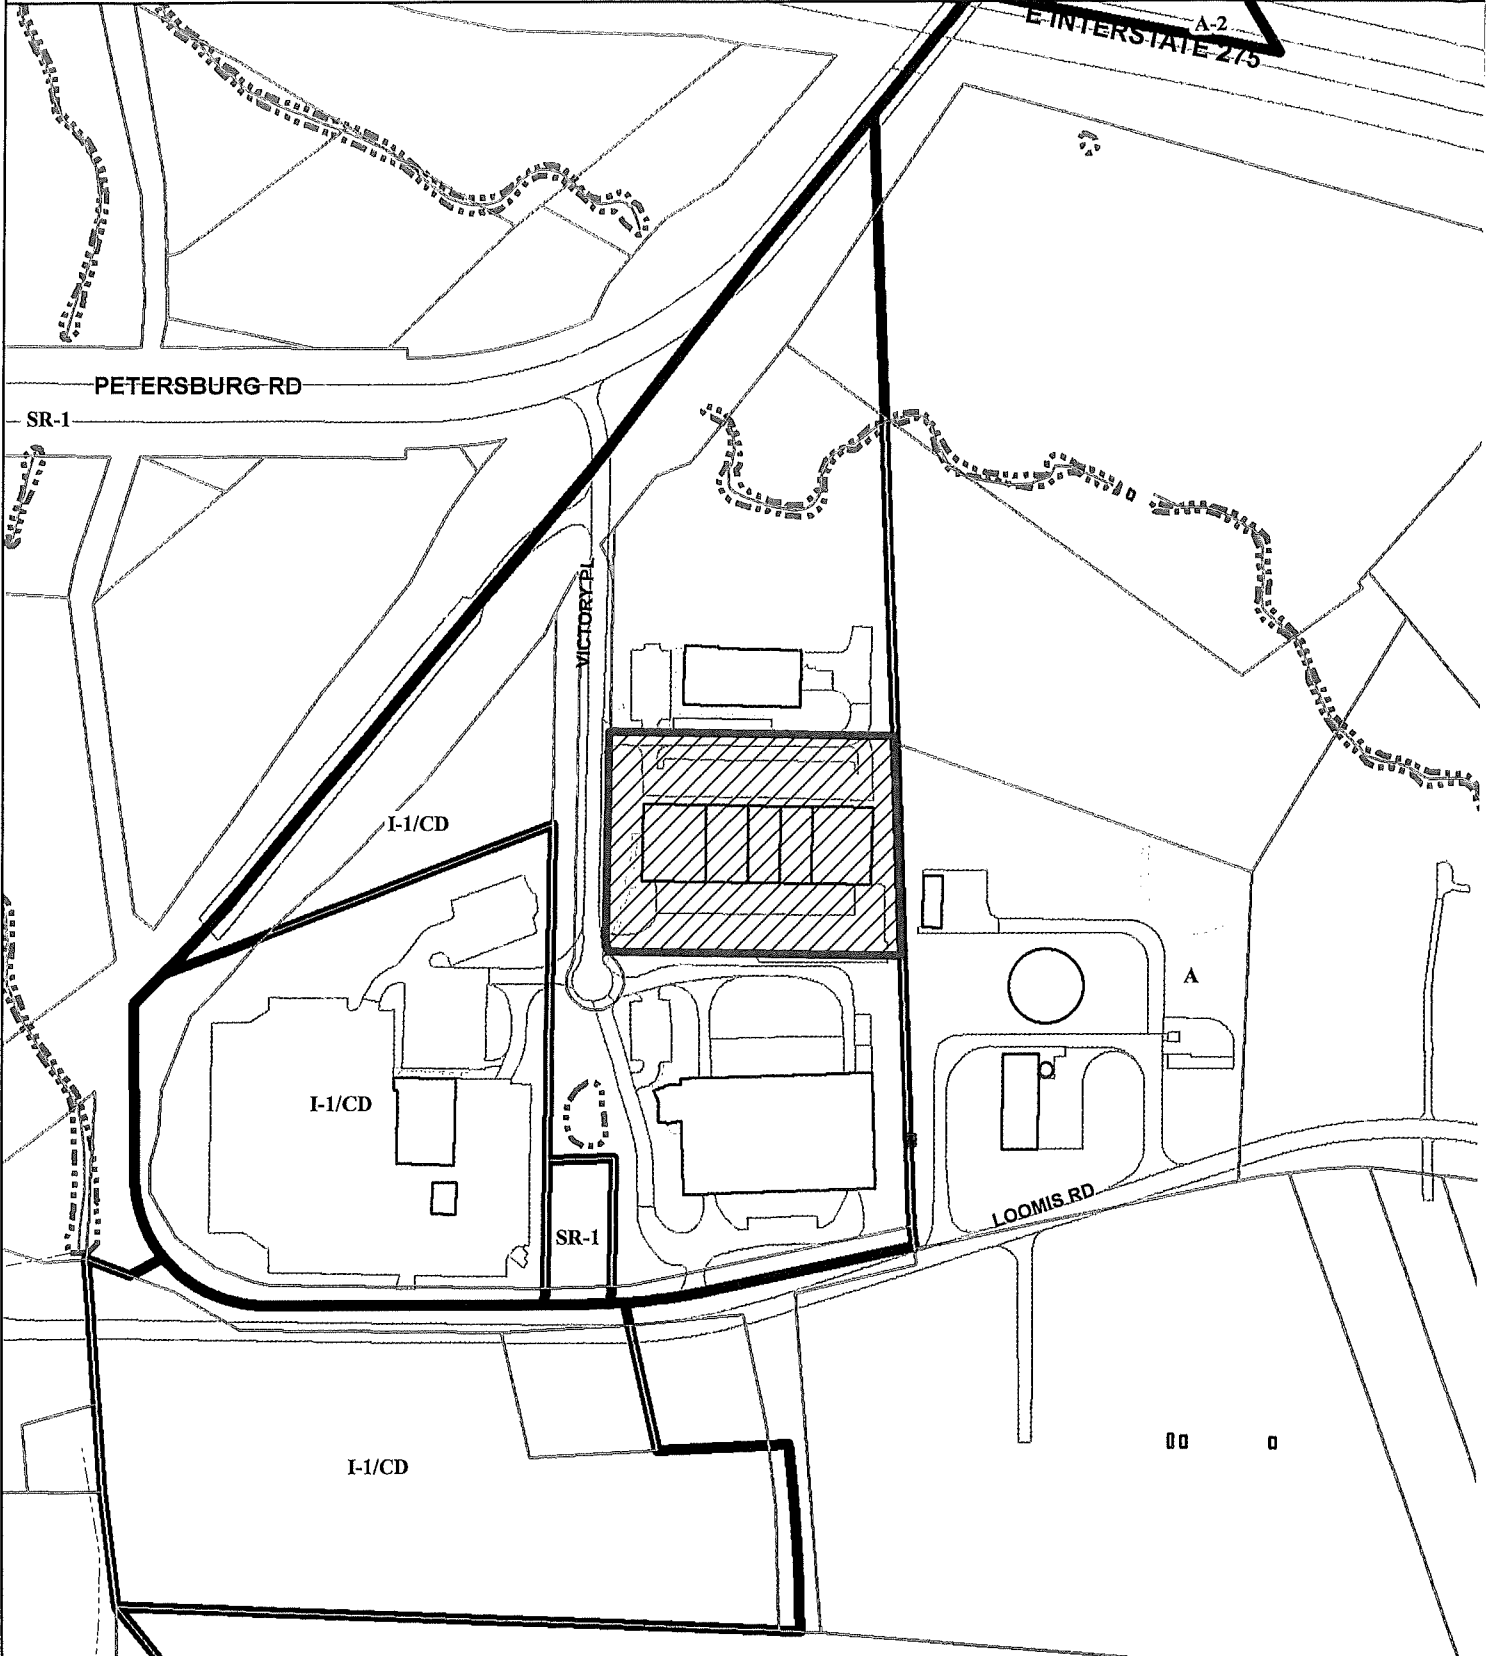 A-2
E INTERSTATE 275
PETERSBURG RD
SR-1
VICTORY PL
I-1/CD
A
I-1/CD
LOOMIS RD
SR-1
I-1/CD